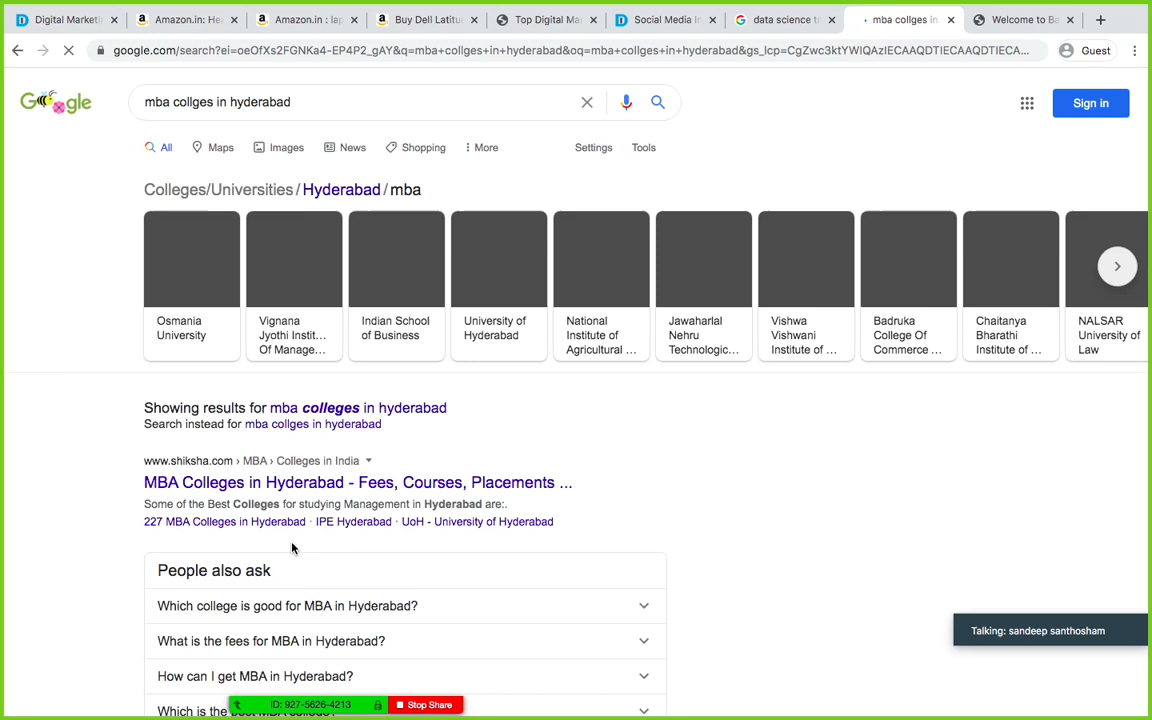 Digital Marketi
Amazon.in: He
Amazon.in : lap
Buy Dell Latitu
Top Digital Ma
Social Media In
data science tr
mba collges in
Welcome to Ba
google.com/search?ei=oeOfXs2FGNKa4-EP4P2_gAY&q=mba+collges+in+hyderabad&oq=mba+collges+in+hyderabad&gs_lcp=CgZwc3ktYWIQAzIECAAQDTIECAAQDTIECA...
Guest
Google
mba collges in hyderabad
Sign in
All
Maps
Images
News
Shopping
More
Settings
Tools
Colleges/Universities / Hyderabad / mba
Osmania
University
Vignana
Jyothi Instit...
Of Manage...
Indian School
of Business
University of
Hyderabad
National
Institute of
Agricultural ...
Jawaharlal
Nehru
Technologic...
Vishwa
Vishwani
Institute of ...
Badruka
College Of
Commerce ...
Chaitanya
Bharathi
Institute of ...
NALSAR
University of
Law
Showing results for mba colleges in hyderabad
Search instead for mba collges in hyderabad
www.shiksha.com › MBA › Colleges in India
MBA Colleges in Hyderabad - Fees, Courses, Placements ...
Some of the Best Colleges for studying Management in Hyderabad are:.
227 MBA Colleges in Hyderabad · IPE Hyderabad · UoH - University of Hyderabad
People also ask
Which college is good for MBA in Hyderabad?
What is the fees for MBA in Hyderabad?
How can I get MBA in Hyderabad?
Which is the best MBA college?
Talking: sandeep santhosham
ID: 927-5626-4213
Stop Share